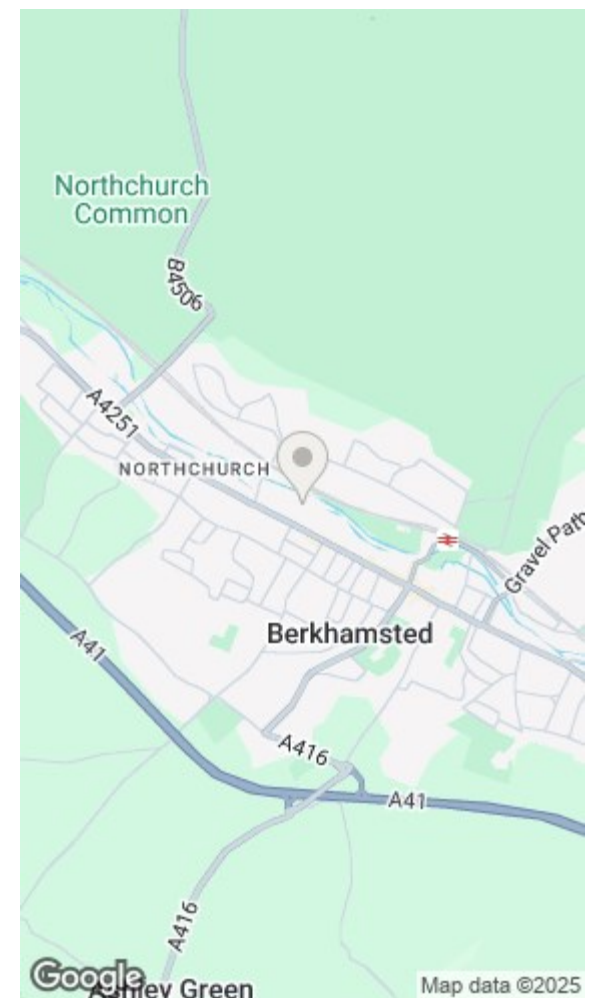 Northchurch
Common
B4506
A4251
NORTHCHURCH
Gravel Path
Berkhamsted
A41
A416
A41
A416
Ashley Green
Google
Map data ©2025